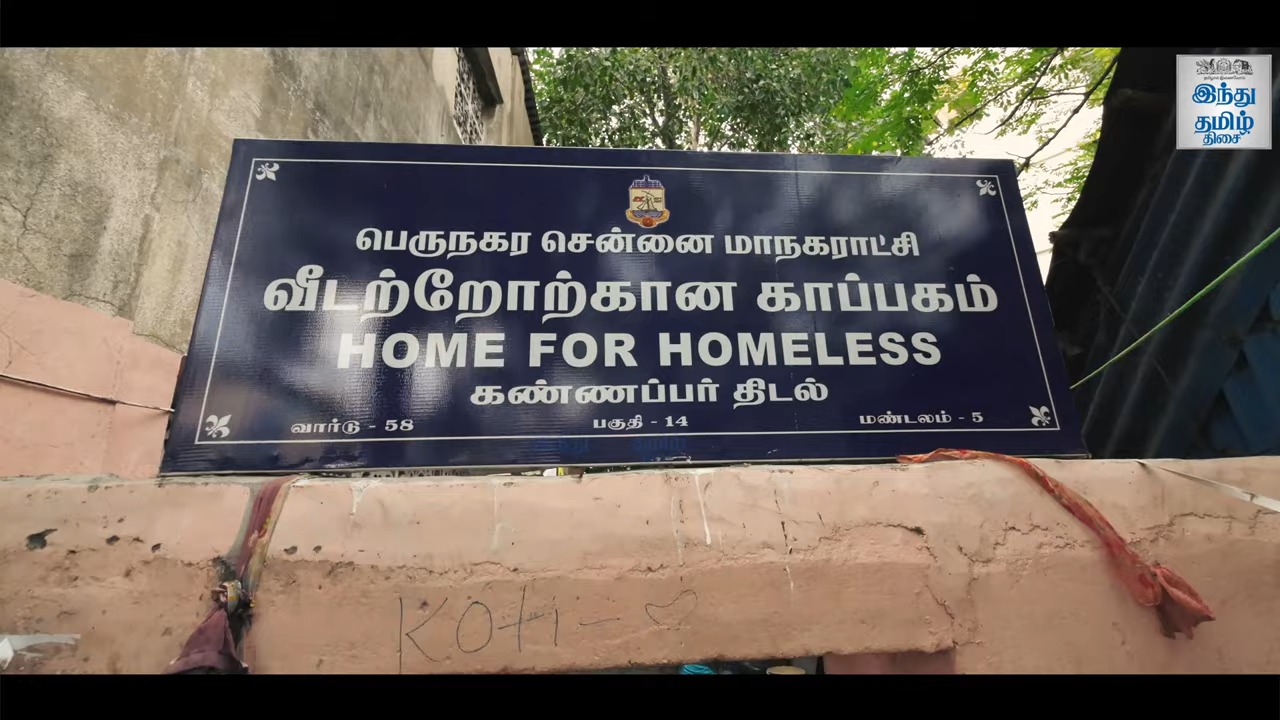 பெருநகர சென்னை மாநகராட்சி
வீடற்றோற்கான காப்பகம்
HOME FOR HOMELESS
கண்ணப்பர் திடல்
வார்டு - 58 பகுதி - 14 மண்டலம் - 5
KOTI -
இந்து
தமிழ்
திசை